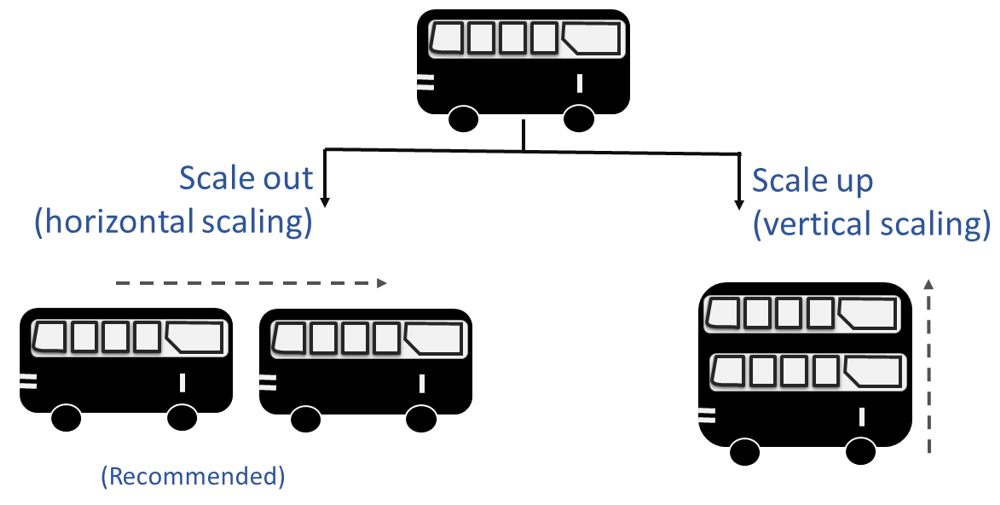 Scale out
(horizontal scaling)
Scale up
(vertical scaling)
(Recommended)